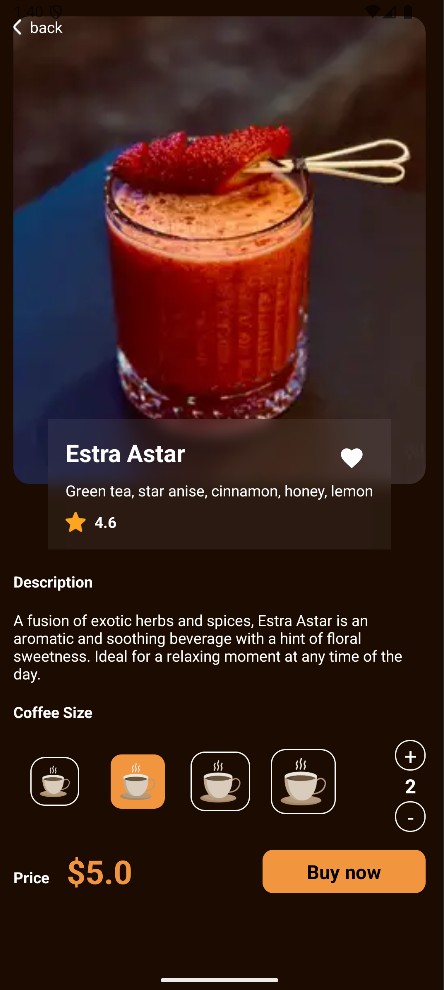 1:40
back
Estra Astar
Green tea, star anise, cinnamon, honey, lemon
4.6
Description
A fusion of exotic herbs and spices, Estra Astar is an
aromatic and soothing beverage with a hint of floral
sweetness. Ideal for a relaxing moment at any time of the
day.
Coffee Size
+
2
-
Price $5.0
Buy now